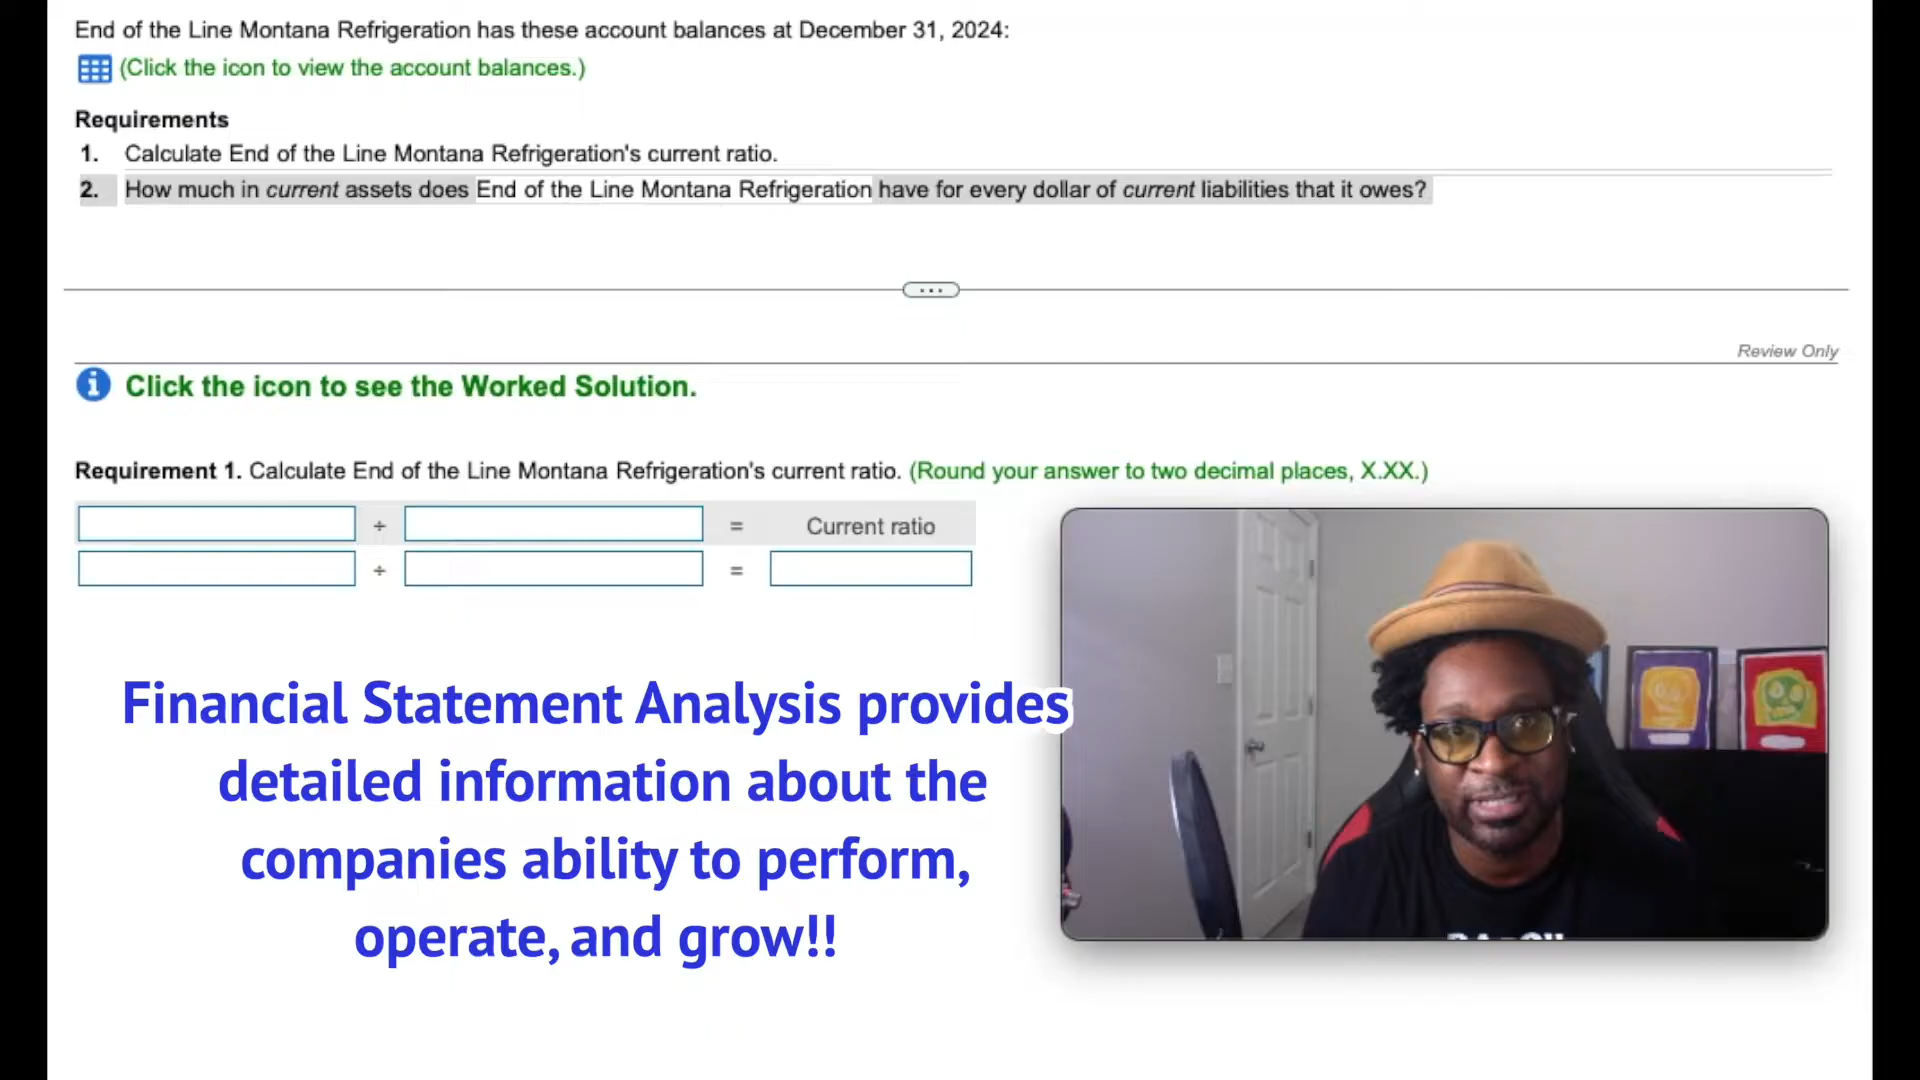 End of the Line Montana Refrigeration has these account balances at December 31, 2024:
(Click the icon to view the account balances.)
Requirements
1. Calculate End of the Line Montana Refrigeration's current ratio.
2. How much in current assets does End of the Line Montana Refrigeration have for every dollar of current liabilities that it owes?
...
Review Only
Click the icon to see the Worked Solution.
Requirement 1. Calculate End of the Line Montana Refrigeration's current ratio. (Round your answer to two decimal places, X.XX.)
÷ = Current ratio
÷ =
Financial Statement Analysis provides
detailed information about the
companies ability to perform,
operate, and grow!!